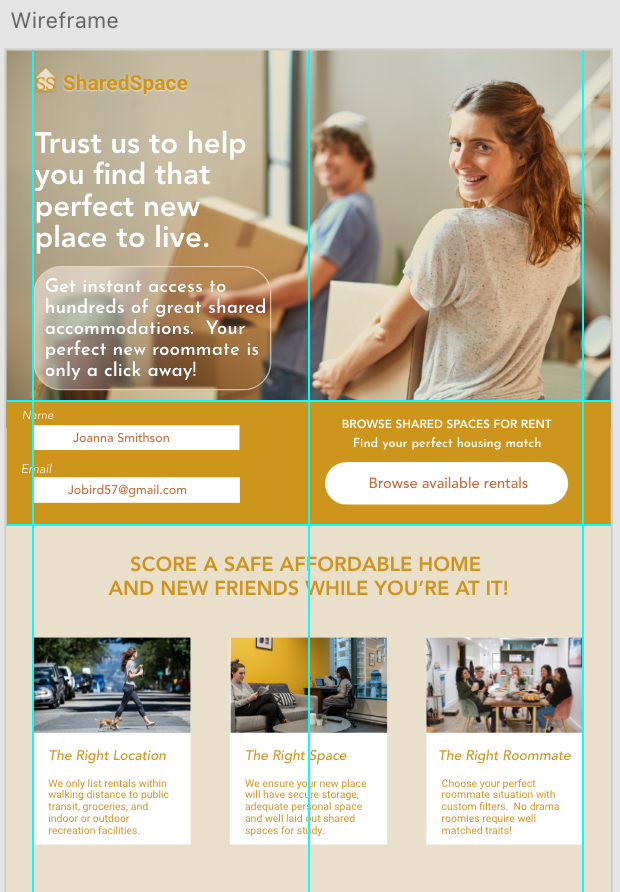 Wireframe
SS SharedSpace
Trust us to help
you find that
perfect new
place to live.
Get instant access to
hundreds of great shared
accommodations.  Your
perfect new roommate is
only a click away!
Name
Joanna Smithson
Email
Jobird57@gmail.com
BROWSE SHARED SPACES FOR RENT
Find your perfect housing match
Browse available rentals
SCORE A SAFE AFFORDABLE HOME
AND NEW FRIENDS WHILE YOU’RE AT IT!
The Right Location
We only list rentals within
walking distance to public
transit, groceries, and
indoor or outdoor
recreation facilities.
The Right Space
We ensure your new place
will have secure storage,
adequate personal space
and well laid out shared
spaces for study.
The Right Roommate
Choose your perfect
roommate situation with
custom filters.  No drama
roomies require well
matched traits!